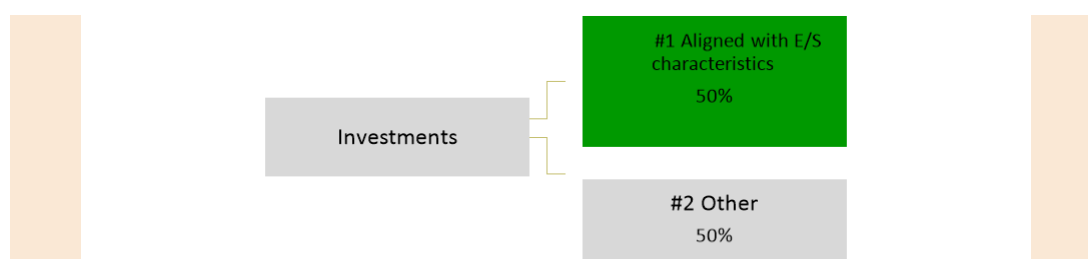 Investments
#1 Aligned with E/S
characteristics
50%
#2 Other
50%